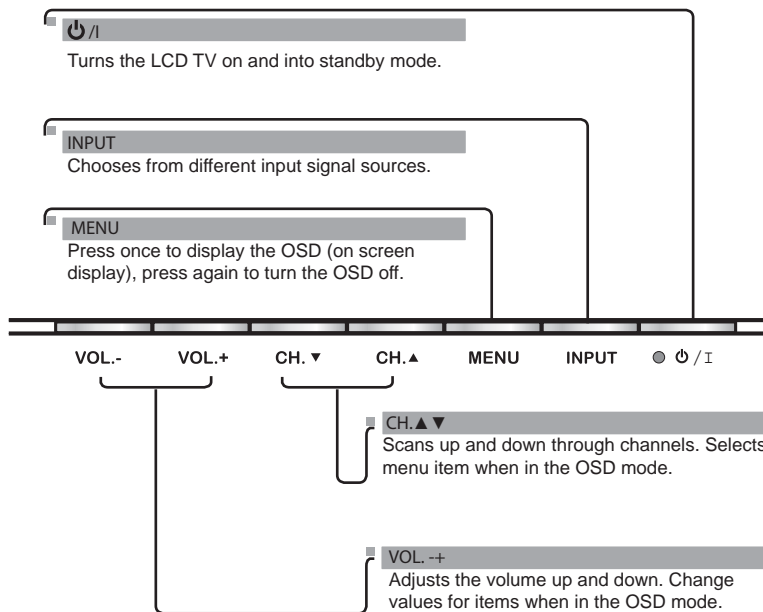 ⏻/I
Turns the LCD TV on and into standby mode.
INPUT
Chooses from different input signal sources.
MENU
Press once to display the OSD (on screen
display), press again to turn the OSD off.
VOL.- VOL.+ CH. ▼ CH.▲ MENU INPUT ⏻/I
CH.▲▼
Scans up and down through channels. Selects
menu item when in the OSD mode.
VOL. -+
Adjusts the volume up and down. Change
values for items when in the OSD mode.